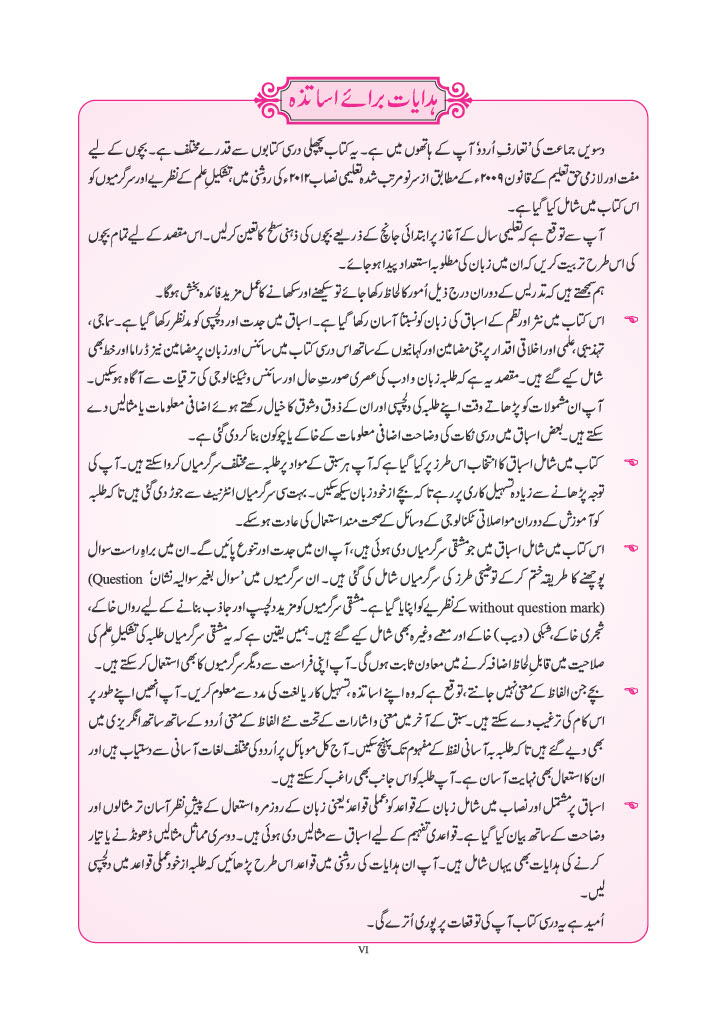 ہدایات برائے اساتذہ
دسویں جماعت کی 'تعارفِ اُردو' آپ کے ہاتھوں میں ہے۔ یہ کتاب پچھلی درسی کتابوں سے قدرے مختلف ہے۔ بچوں کے لیے
مفت اور لازمی حق تعلیم کے قانون ۲۰۰۹ء کے مطابق از سرِ نو مرتب شدہ تعلیمی نصاب ۲۰۱۲ء کی روشنی میں، تشکیلِ علم کے نظریے اور سرگرمیوں کو
اس کتاب میں شامل کیا گیا ہے۔
آپ سے توقع ہے کہ تعلیمی سال کے آغاز پر ابتدائی جانچ کے ذریعے بچوں کی ذہنی سطح کا تعین کرلیں۔ اس مقصد کے لیے تمام بچوں
کی اس طرح تربیت کریں کہ ان میں زبان کی مطلوبہ استعداد پیدا ہو جائے۔
ہم سمجھتے ہیں کہ تدریس کے دوران درج ذیل اُمور کا لحاظ رکھا جائے تو سیکھنے اور سکھانے کا عمل مزید فائدہ بخش ہوگا۔
☜ اس کتاب میں نثر اور نظم کے اسباق کی زبان کو نسبتاً آسان رکھا گیا ہے۔ اسباق میں جدت اور دلچسپی کو مدنظر رکھا گیا ہے۔ سماجی،
تہذیبی، علمی اور اخلاقی اقدار پر مبنی مضامین اور کہانیوں کے ساتھ اس درسی کتاب میں سائنس اور زبان پر مضامین نیز ڈراما اور خط بھی
شامل کیے گئے ہیں۔ مقصد یہ ہے کہ طلبہ زبان و ادب کی عصری صورتِ حال اور سائنس و ٹیکنالوجی کی ترقیات سے آگاہ ہوسکیں۔
آپ ان مشمولات کو پڑھاتے وقت اپنے طلبہ کی دلچسپی اور ان کے ذوق و شوق کا خیال رکھتے ہوئے اضافی معلومات یا مثالیں دے
سکتے ہیں۔ بعض اسباق میں درسی نکات کی وضاحت اضافی معلومات کے خاکے یا چوکون بنا کر دی گئی ہے۔
☜ کتاب میں شامل اسباق کا انتخاب اس طرز پر کیا گیا ہے کہ آپ ہر سبق کے مواد پر طلبہ سے مختلف سرگرمیاں کروا سکتے ہیں۔ آپ کی
توجہ پڑھانے سے زیادہ تسہیل کاری پر رہے تاکہ بچے از خود زبان سیکھ سکیں۔ بہت سی سرگرمیاں انٹرنیٹ سے جوڑ دی گئی ہیں تاکہ طلبہ
کو آموزش کے دوران مواصلاتی ٹکنالوجی کے وسائل کے صحت مند استعمال کی عادت ہوسکے۔
☜ اس کتاب میں شامل اسباق میں جو مشقی سرگرمیاں دی ہوئی ہیں، آپ ان میں جدت اور تنوع پائیں گے۔ ان میں براہِ راست سوال
پوچھنے کا طریقہ ختم کرکے توضیحی طرز کی سرگرمیاں شامل کی گئی ہیں۔ ان سرگرمیوں میں 'سوال بغیر سوالیہ نشان' (Question
without question mark) کے نظریے کو اپنایا گیا ہے۔ مشقی سرگرمیوں کو مزید دلچسپ اور جاذب بنانے کے لیے رواں خاکے،
شجری خاکے، شبکی (ویب) خاکے اور معمے وغیرہ بھی شامل کیے گئے ہیں۔ ہمیں یقین ہے کہ یہ مشقی سرگرمیاں طلبہ کی تشکیلِ علم کی
صلاحیت میں قابلِ لحاظ اضافہ کرنے میں معاون ثابت ہوں گی۔ آپ اپنی فراست سے دیگر سرگرمیوں کا بھی استعمال کرسکتے ہیں۔
☜ بچے جن الفاظ کے معنی نہیں جانتے، توقع ہے کہ وہ اپنے اساتذہ، تسہیل کار یا لغت کی مدد سے معلوم کریں۔ آپ انھیں اپنے طور پر
اس کام کی ترغیب دے سکتے ہیں۔ سبق کے آخر میں معنی و اشارات کے تحت نئے الفاظ کے معنی اُردو کے ساتھ ساتھ انگریزی میں
بھی دیے گئے ہیں تاکہ طلبہ بہ آسانی لفظ کے مفہوم تک پہنچ سکیں۔ آج کل موبائل پر اُردو کی مختلف لغات آسانی سے دستیاب ہیں اور
ان کا استعمال بھی نہایت آسان ہے۔ آپ طلبہ کو اس جانب بھی راغب کرسکتے ہیں۔
☜ اسباق پر مشتمل اور نصاب میں شامل زبان کے قواعد کو 'عملی قواعد' یعنی زبان کے روزمرہ استعمال کے پیشِ نظر آسان تر مثالوں اور
وضاحت کے ساتھ بیان کیا گیا ہے۔ قواعدی تفہیم کے لیے اسباق سے مثالیں دی ہوئی ہیں۔ دوسری مماثل مثالیں ڈھونڈنے یا تیار
کرنے کی ہدایات بھی یہاں شامل ہیں۔ آپ ان ہدایات کی روشنی میں قواعد اس طرح پڑھائیں کہ طلبہ از خود عملی قواعد میں دلچسپی
لیں۔
اُمید ہے یہ درسی کتاب آپ کی توقعات پر پوری اُترے گی۔
VI